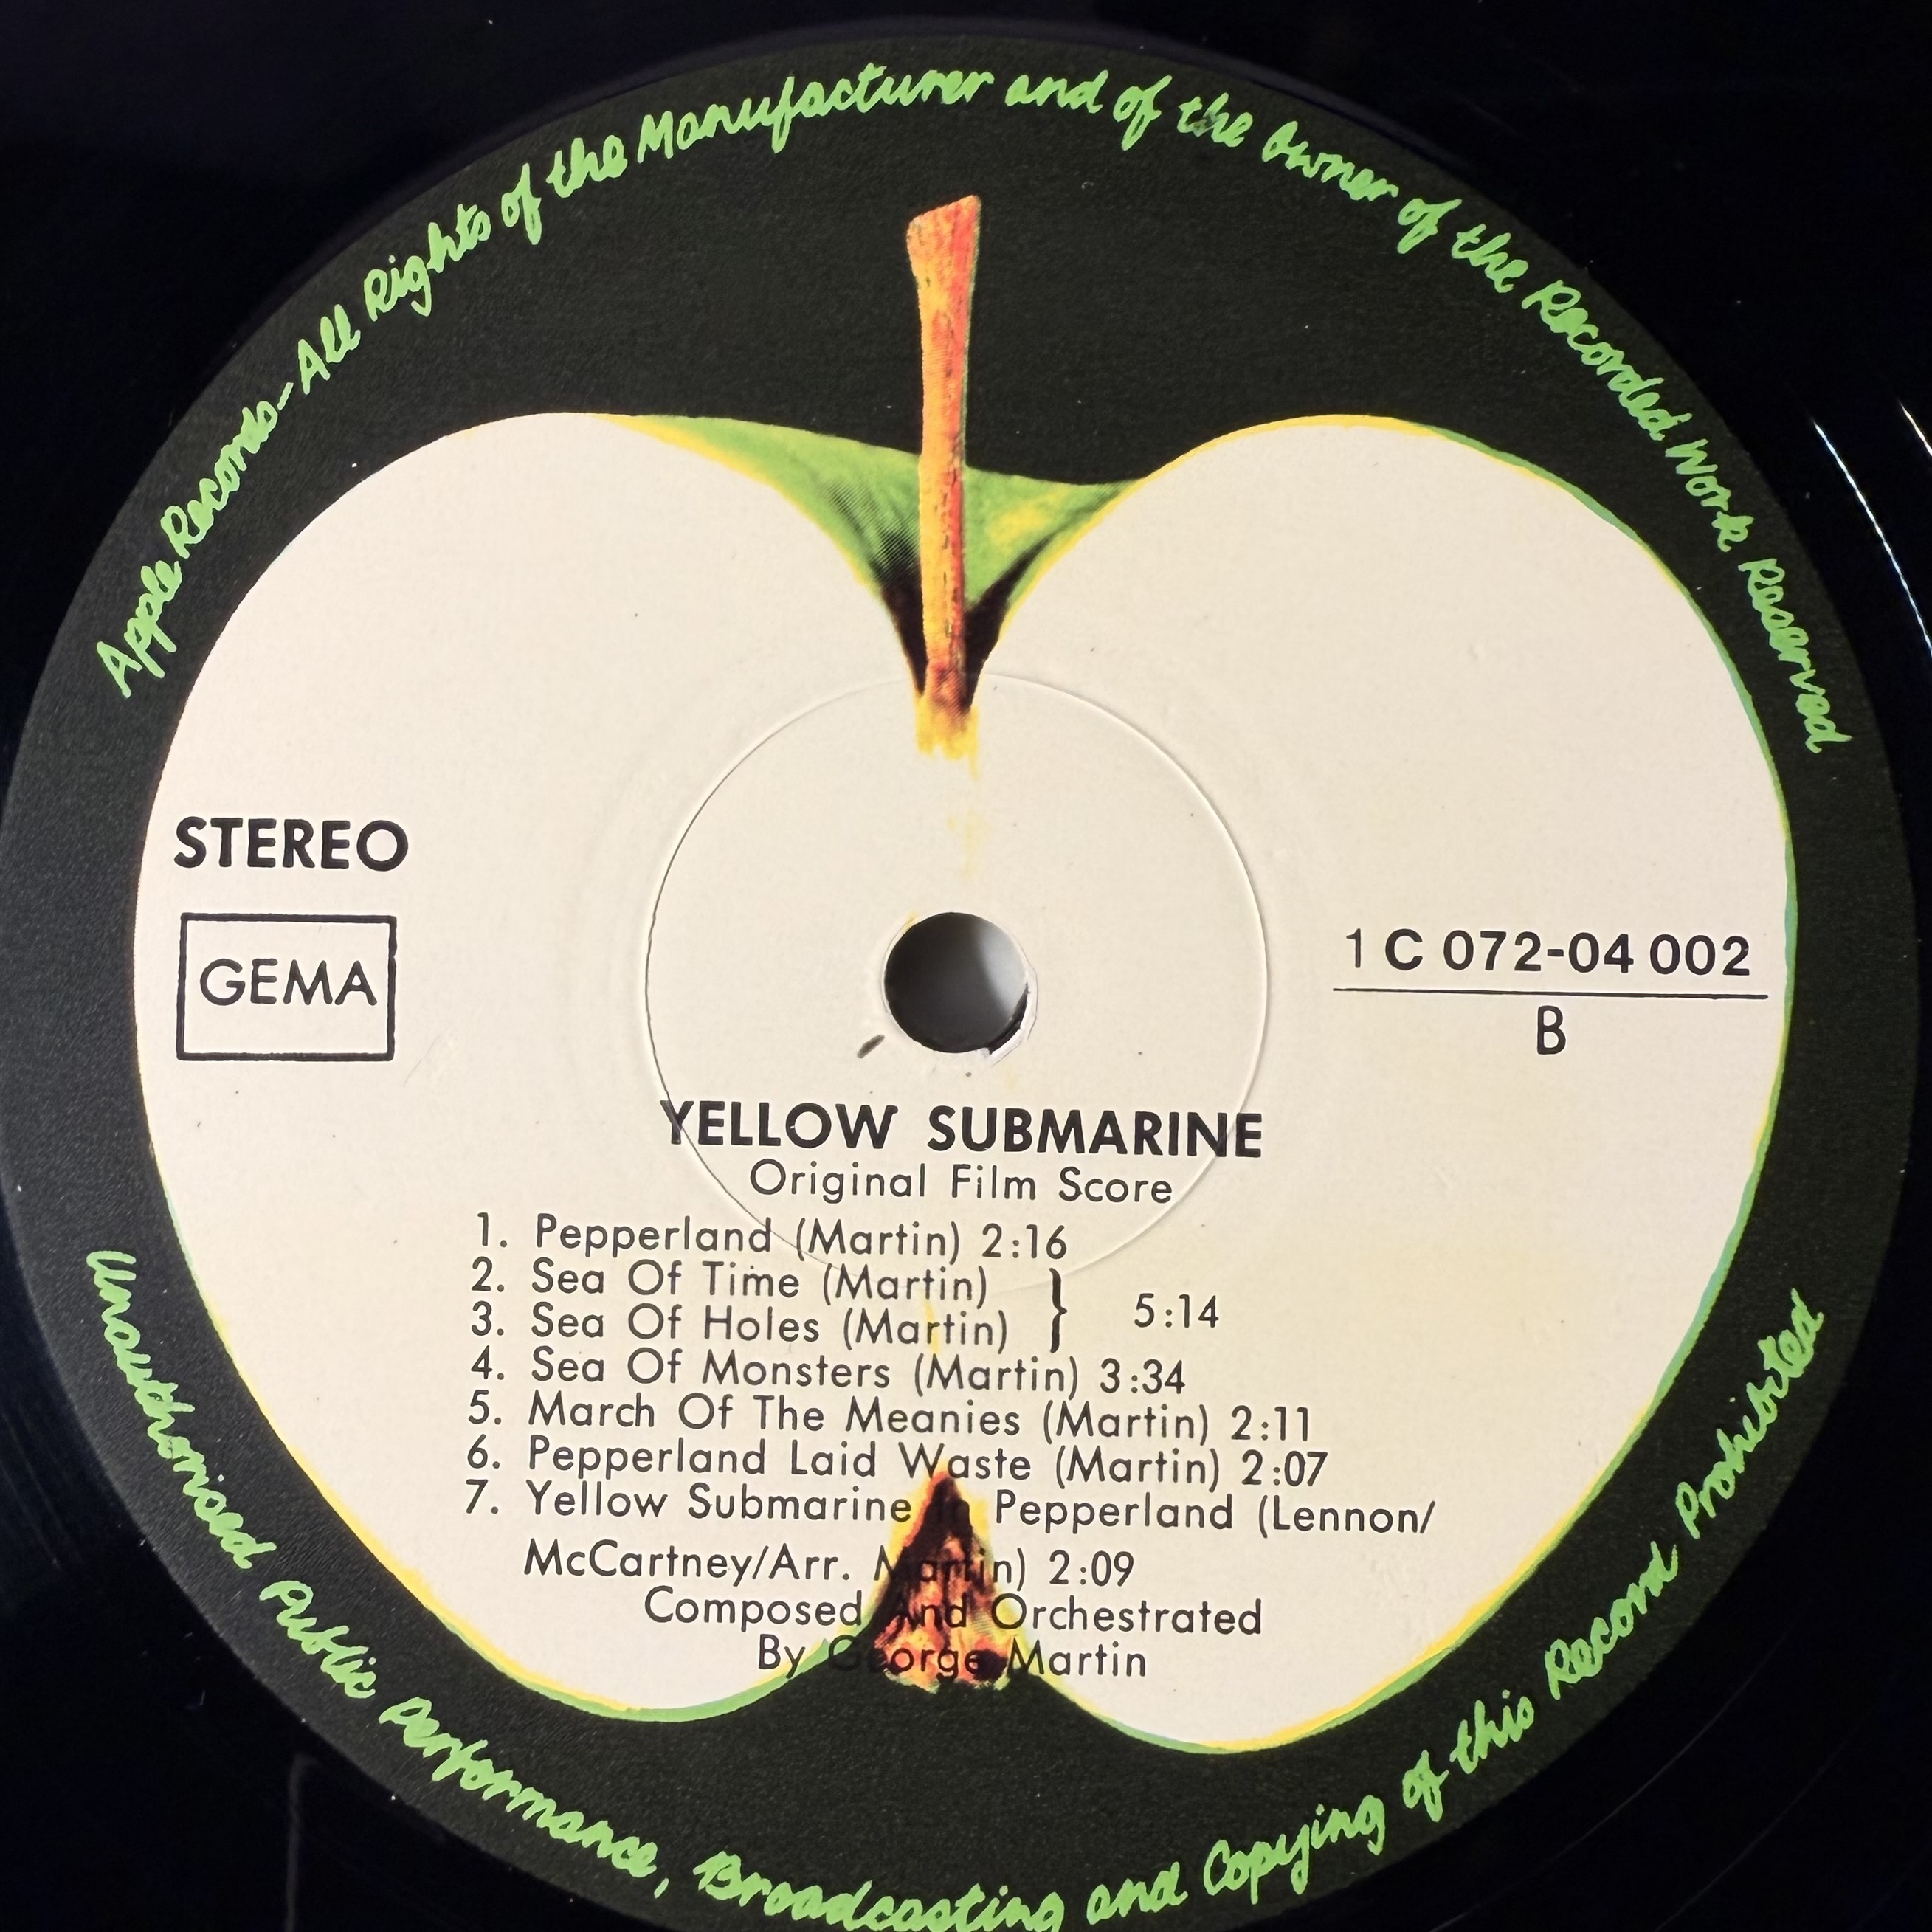 Apple Records-All Rights of the Manufacturer and of the Owner of the Recorded Work Reserved
STEREO
GEMA
1 C 072-04 002
B
YELLOW SUBMARINE
Original Film Score
1. Pepperland (Martin) 2:16
2. Sea Of Time (Martin)
3. Sea Of Holes (Martin) } 5:14
4. Sea Of Monsters (Martin) 3:34
5. March Of The Meanies (Martin) 2:11
6. Pepperland Laid Waste (Martin) 2:07
7. Yellow Submarine in Pepperland (Lennon/
McCartney/Arr. Martin) 2:09
Composed And Orchestrated
By George Martin
Unauthorised Public Performance, Broadcasting and Copying of this Record Prohibited